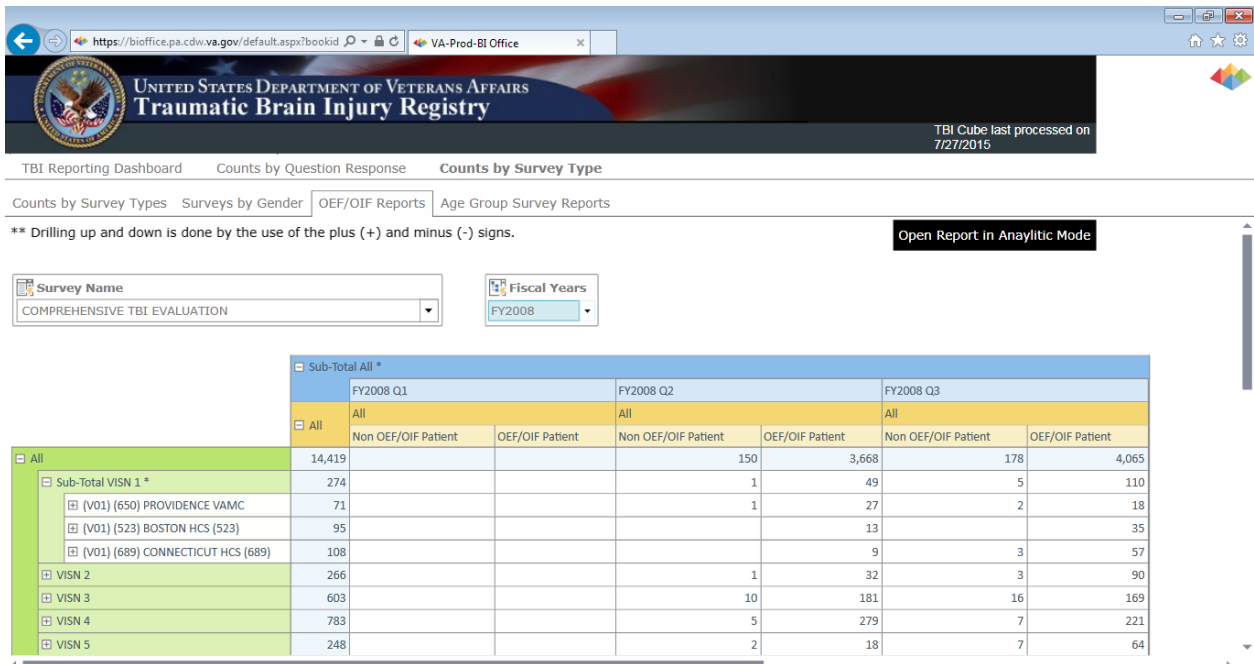 https://bioffice.pa.cdw.va.gov/default.aspx?bookid
VA-Prod-BI Office
UNITED STATES DEPARTMENT OF VETERANS AFFAIRS
Traumatic Brain Injury Registry
TBI Cube last processed on
7/27/2015
TBI Reporting Dashboard Counts by Question Response Counts by Survey Type
Counts by Survey Types Surveys by Gender OEF/OIF Reports Age Group Survey Reports
** Drilling up and down is done by the use of the plus (+) and minus (-) signs.
Open Report in Anaylitic Mode
Survey Name Fiscal Years
COMPREHENSIVE TBI EVALUATION FY2008
Sub-Total All *
FY2008 Q1 FY2008 Q2 FY2008 Q3
All All All All
Non OEF/OIF Patient OEF/OIF Patient Non OEF/OIF Patient OEF/OIF Patient Non OEF/OIF Patient OEF/OIF Patient
All 14,419 150 3,668 178 4,065
Sub-Total VISN 1 * 274 1 49 5 110
(V01) (650) PROVIDENCE VAMC 71 1 27 2 18
(V01) (523) BOSTON HCS (523) 95 13 35
(V01) (689) CONNECTICUT HCS (689) 108 9 3 57
VISN 2 266 1 32 3 90
VISN 3 603 10 181 16 169
VISN 4 783 5 279 7 221
VISN 5 248 2 18 7 64